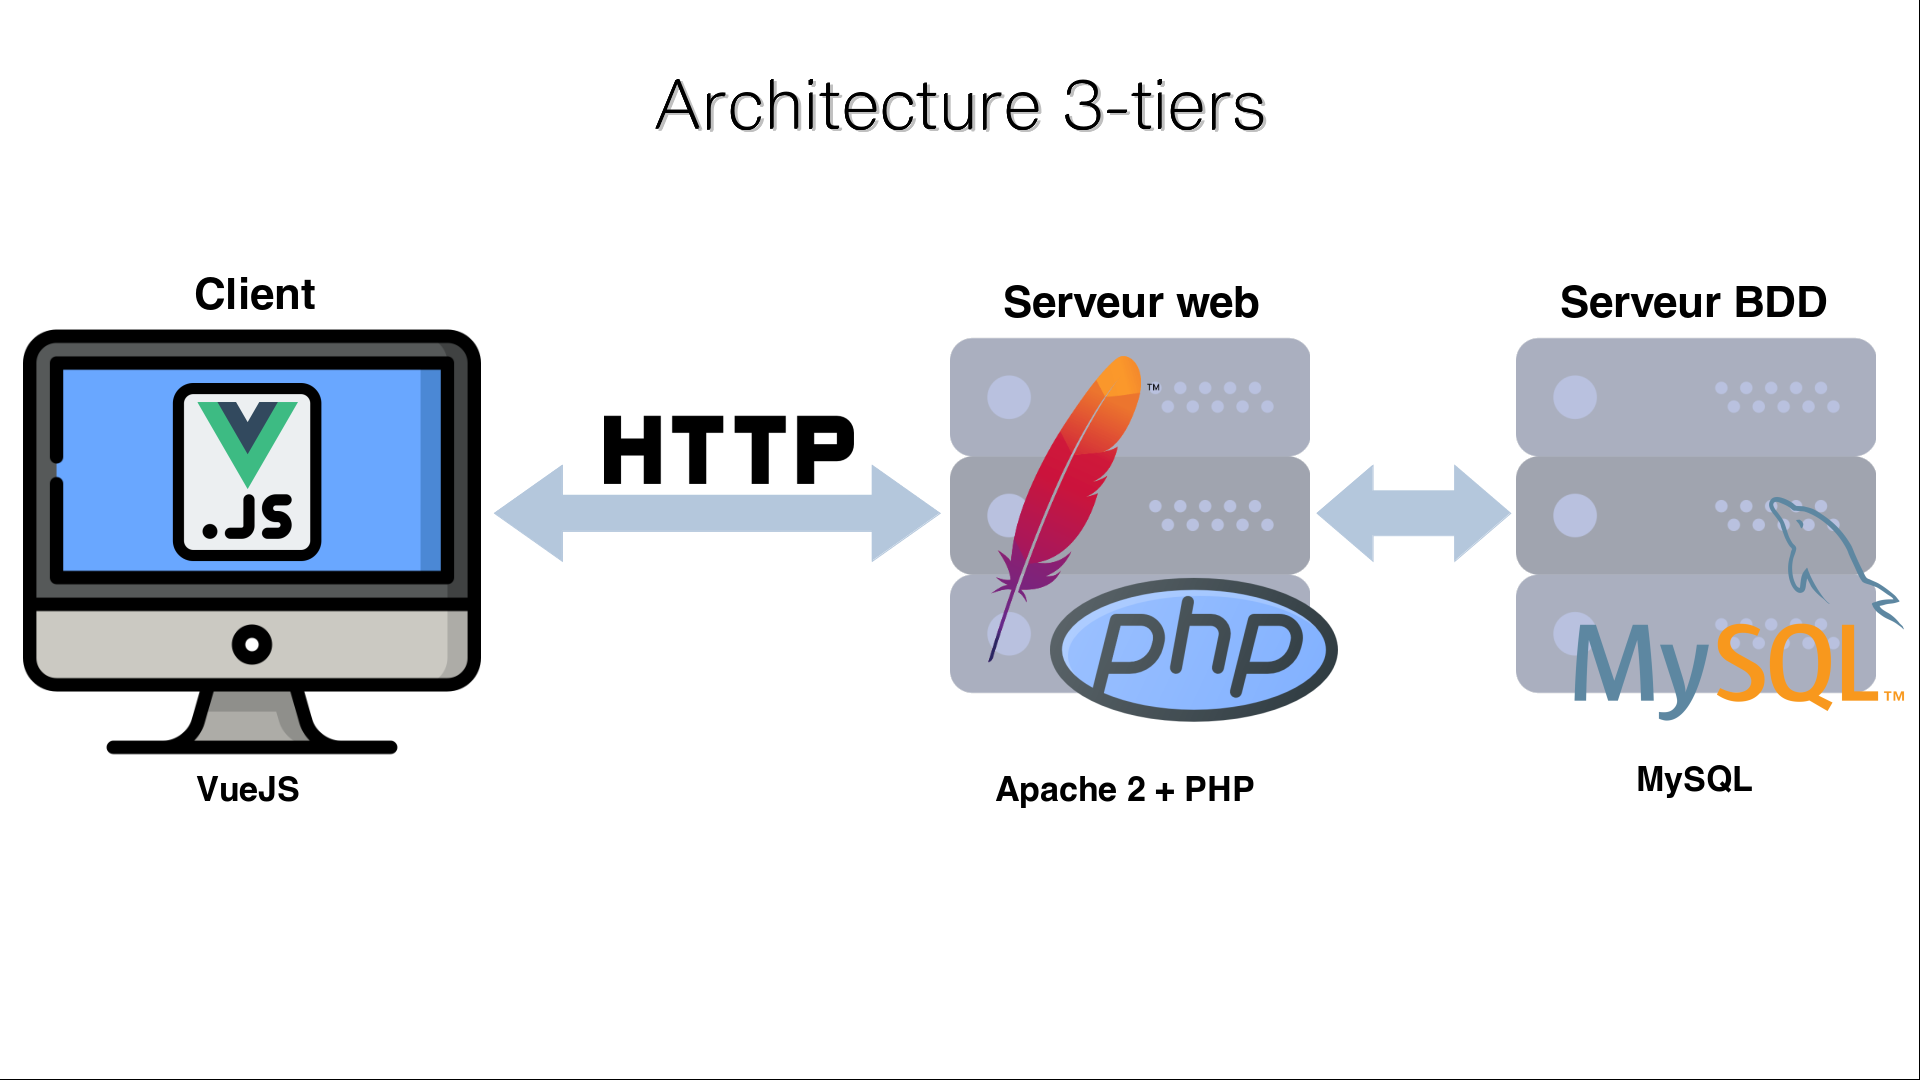 Architecture 3-tiers
Client
Serveur web
Serveur BDD
HTTP
.JS
TM
php
MySQL™
VueJS
Apache 2 + PHP
MySQL